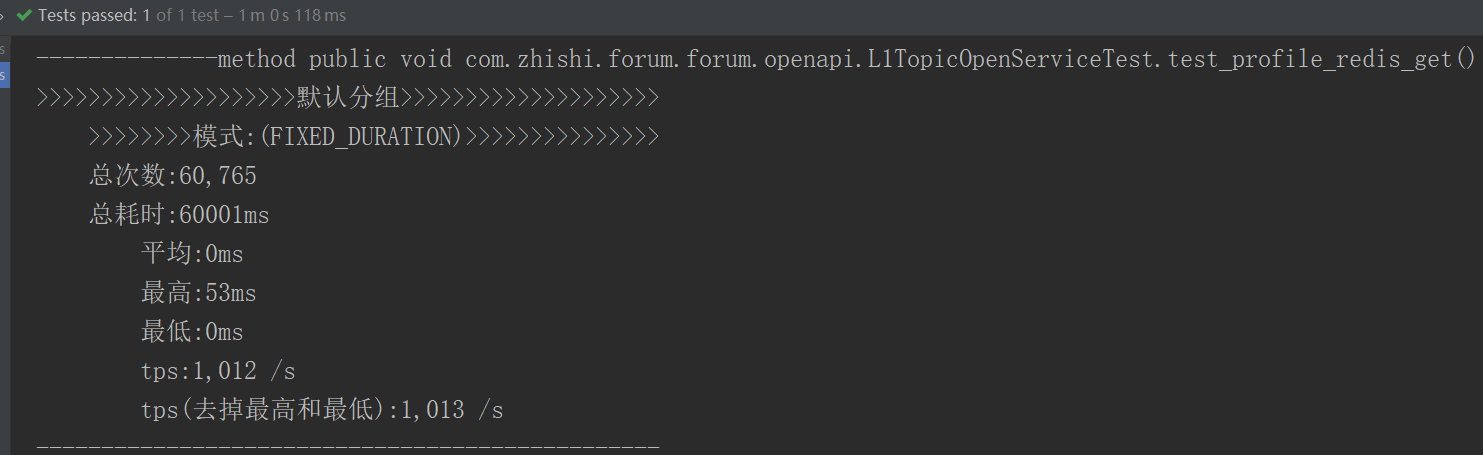 Tests passed: 1 of 1 test – 1 m 0 s 118 ms
--------------method public void com.zhishi.forum.forum.openapi.L1TopicOpenServiceTest.test_profile_redis_get()
>>>>>>>>>>>>>>>>>>>>默认分组>>>>>>>>>>>>>>>>>>>>
>>>>>>>>模式:(FIXED_DURATION)>>>>>>>>>>>>>>>
总次数:60,765
总耗时:60001ms
平均:0ms
最高:53ms
最低:0ms
tps:1,012 /s
tps(去掉最高和最低):1,013 /s
------------------------------------------------